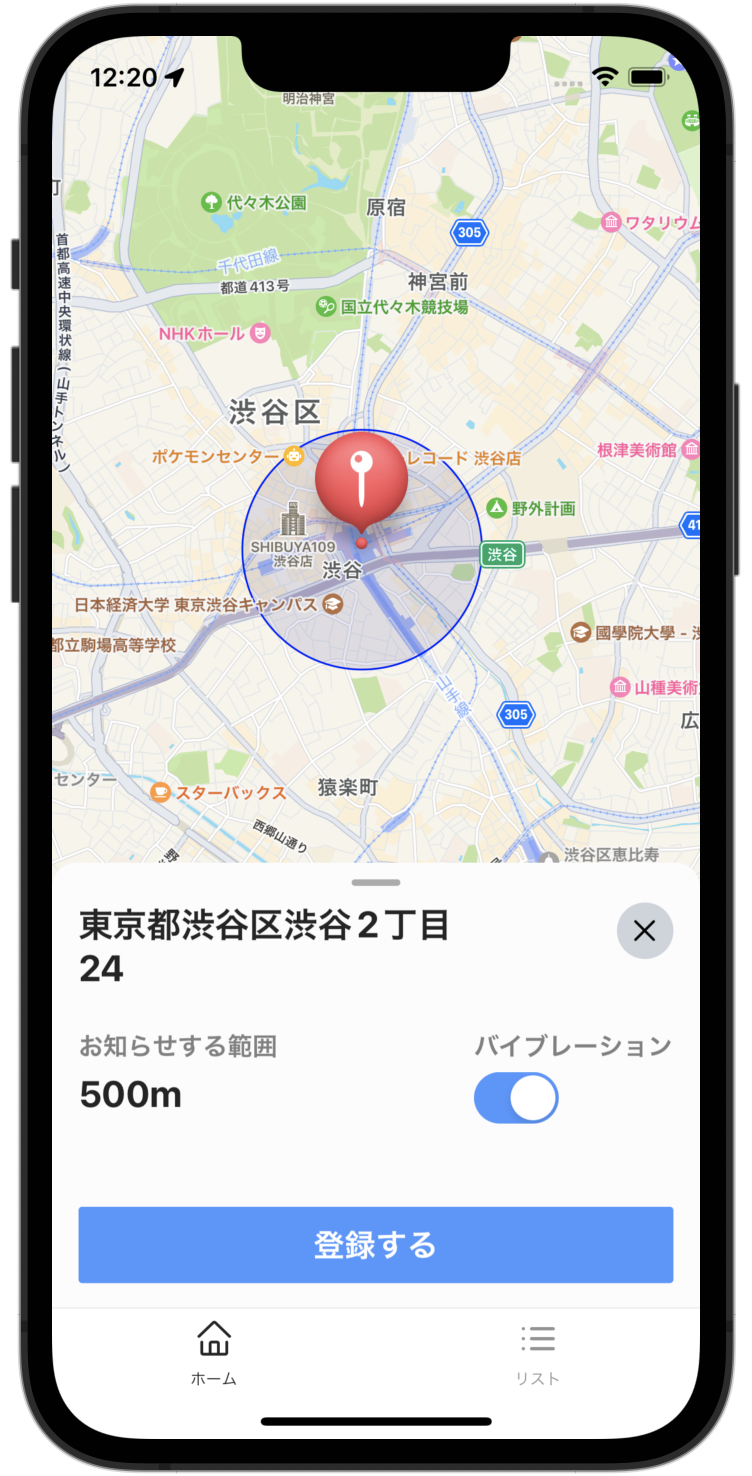 12:20
明治神宮
代々木公園
原宿
305
ワタリウム
首都高速中央環状線(山手トンネル)
千代田線
都道413号
神宮前
国立代々木競技場
NHKホール
渋谷区
ポケモンセンター
レコード 渋谷店
根津美術館
野外計画
41
SHIBUYA109
渋谷店
渋谷
渋谷
日本経済大学 東京渋谷キャンパス
國學院大學 -
都立駒場高等学校
山手線
山種美術
305
広
センター
スターバックス
猿楽町
西郷山通り
野
渋谷区恵比寿
東京都渋谷区渋谷2丁目
24
お知らせする範囲
バイブレーション
500m
登録する
ホーム
リスト